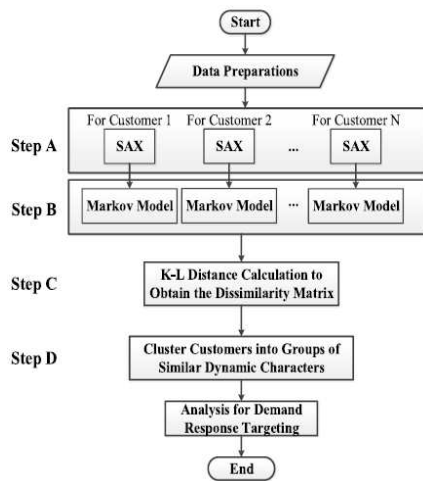 Start
Data Preparations
For Customer 1 For Customer 2 For Customer N
Step A SAX SAX ... SAX
Step B Markov Model Markov Model ... Markov Model
Step C K-L Distance Calculation to
Obtain the Dissimilarity Matrix
Step D Cluster Customers into Groups of
Similar Dynamic Characters
Analysis for Demand
Response Targeting
End